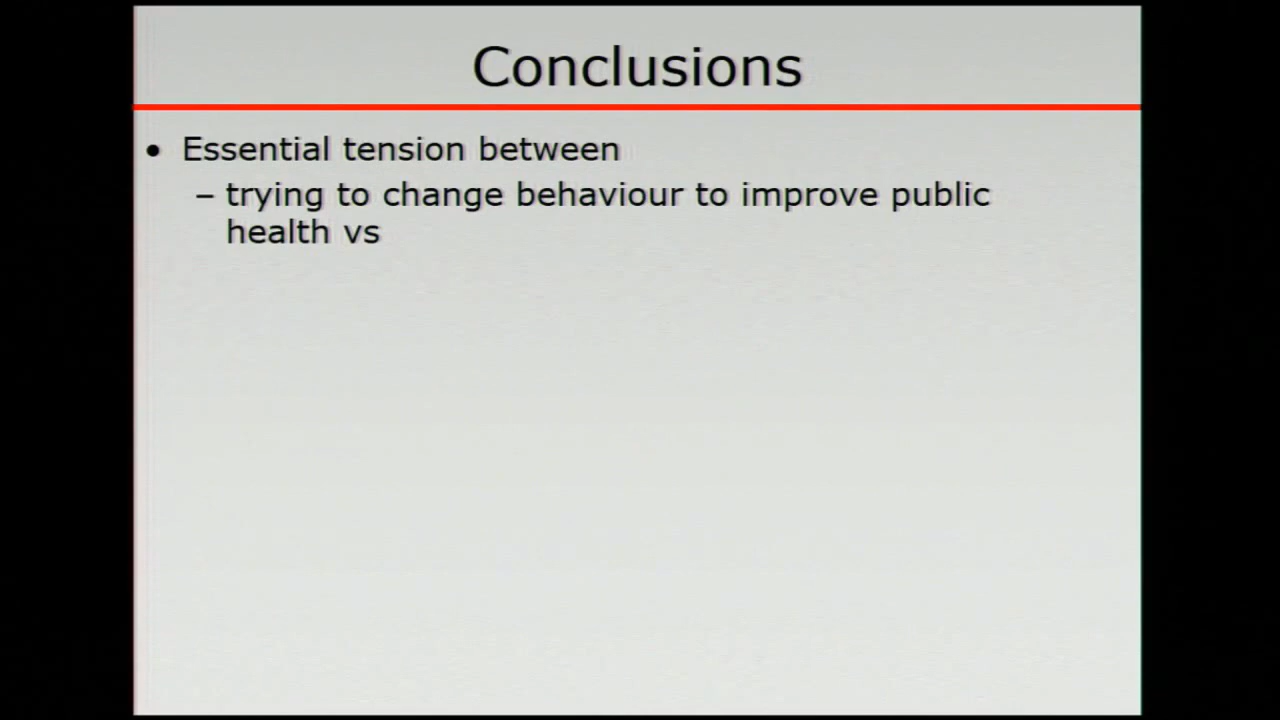 Conclusions
• Essential tension between
– trying to change behaviour to improve public
health vs